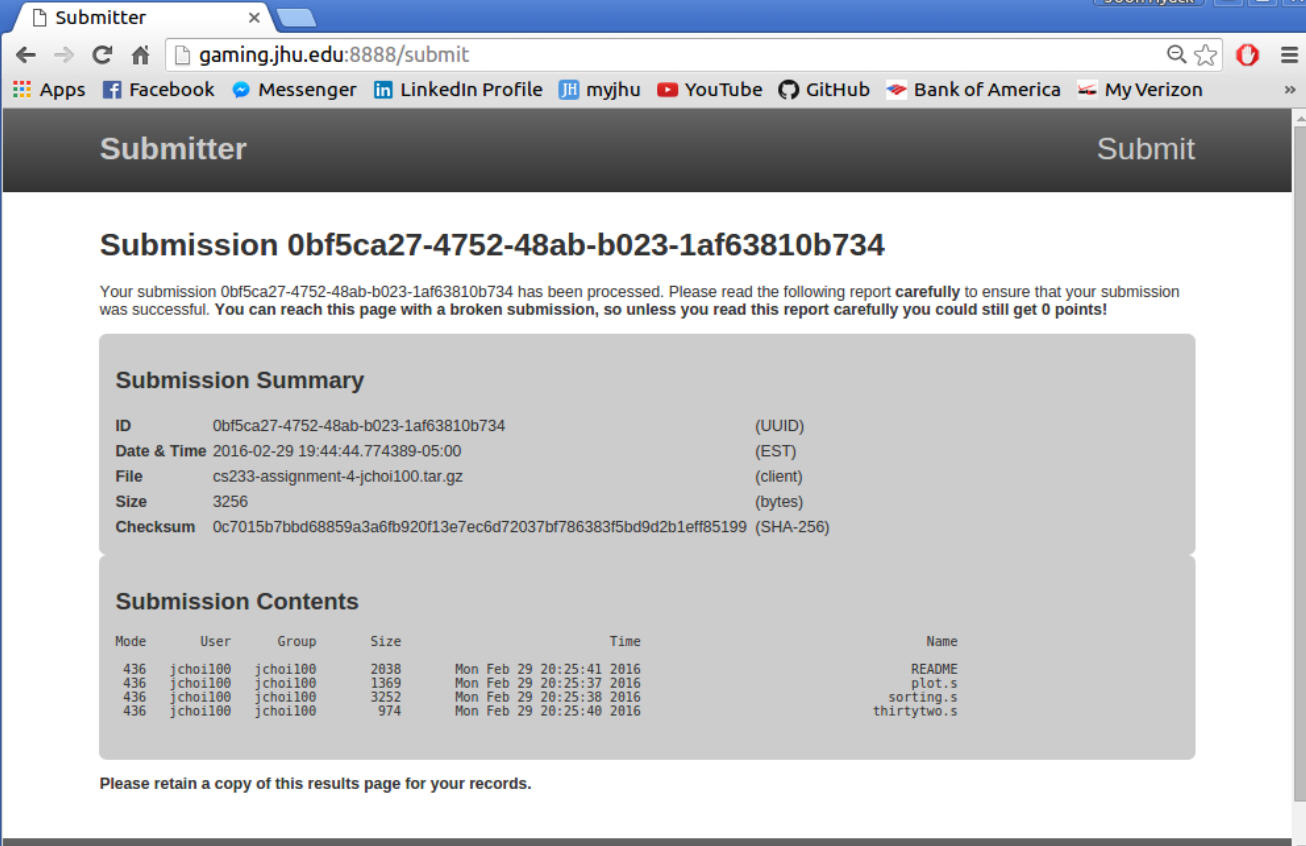 Submitter
gaming.jhu.edu:8888/submit
Apps Facebook Messenger LinkedIn Profile myjhu YouTube GitHub Bank of America My Verizon »
Submitter Submit
Submission 0bf5ca27-4752-48ab-b023-1af63810b734
Your submission 0bf5ca27-4752-48ab-b023-1af63810b734 has been processed. Please read the following report carefully to ensure that your submission
was successful. You can reach this page with a broken submission, so unless you read this report carefully you could still get 0 points!
Submission Summary
ID 0bf5ca27-4752-48ab-b023-1af63810b734 (UUID)
Date & Time 2016-02-29 19:44:44.774389-05:00 (EST)
File cs233-assignment-4-jchoi100.tar.gz (client)
Size 3256 (bytes)
Checksum 0c7015b7bbd68859a3a6fb920f13e7ec6d72037bf786383f5bd9d2b1eff85199 (SHA-256)
Submission Contents
Mode User Group Size Time Name
436 jchoi100 jchoi100 2038 Mon Feb 29 20:25:41 2016 README
436 jchoi100 jchoi100 1369 Mon Feb 29 20:25:37 2016 plot.s
436 jchoi100 jchoi100 3252 Mon Feb 29 20:25:38 2016 sorting.s
436 jchoi100 jchoi100 974 Mon Feb 29 20:25:40 2016 thirtytwo.s
Please retain a copy of this results page for your records.